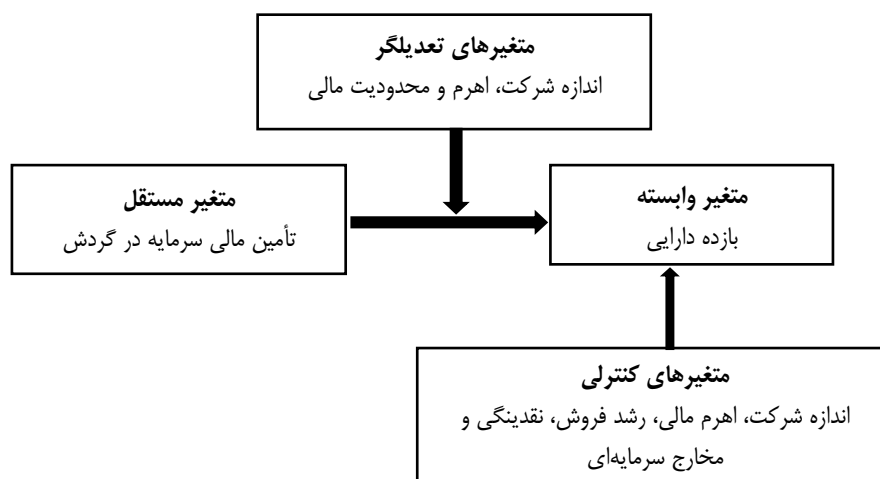 متغیرهای تعدیلگر
اندازه شرکت، اهرم و محدودیت مالی
متغیر وابسته
بازده دارایی
متغیر مستقل
تأمین مالی سرمایه در گردش
متغیرهای کنترلی
اندازه شرکت، اهرم مالی، رشد فروش، نقدینگی و
مخارج سرمایه‌ای